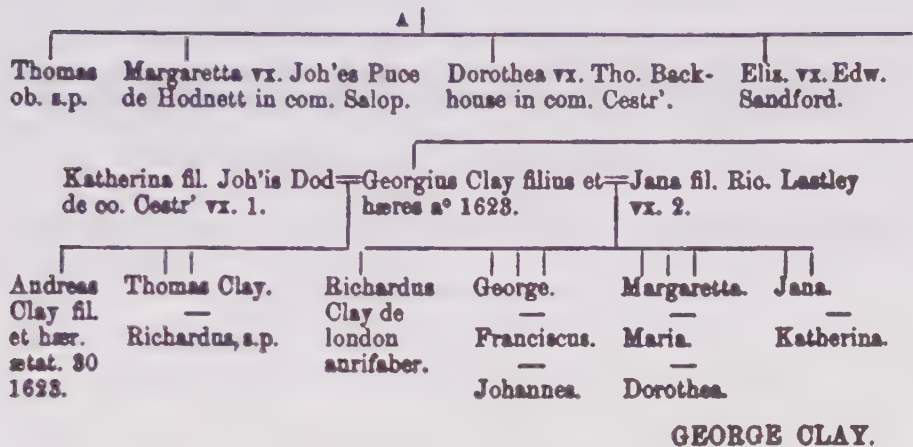 A
Thomas
ob. s.p.
Margaretta vx. Joh'es Puce
de Hodnett in com. Salop.
Dorothea vx. Tho. Back-
house in com. Cestr'.
Eliz. vx. Edw.
Sandford.
Katherina fil. Joh'is Dod
de co. Cestr' vx. 1.
Georgius Clay filius et
hæres aº 1623.
Jana fil. Ric. Lastley
vx. 2.
Andreas
Clay fil.
et hær.
ætat. 30
1623.
Thomas Clay.
—
Richardus, s.p.
Richardus
Clay de
london
aurifaber.
George.
—
Franciscus.
—
Johannes.
Margaretta.
—
Maria.
—
Dorothea.
Jana.
—
Katherina.
GEORGE CLAY.